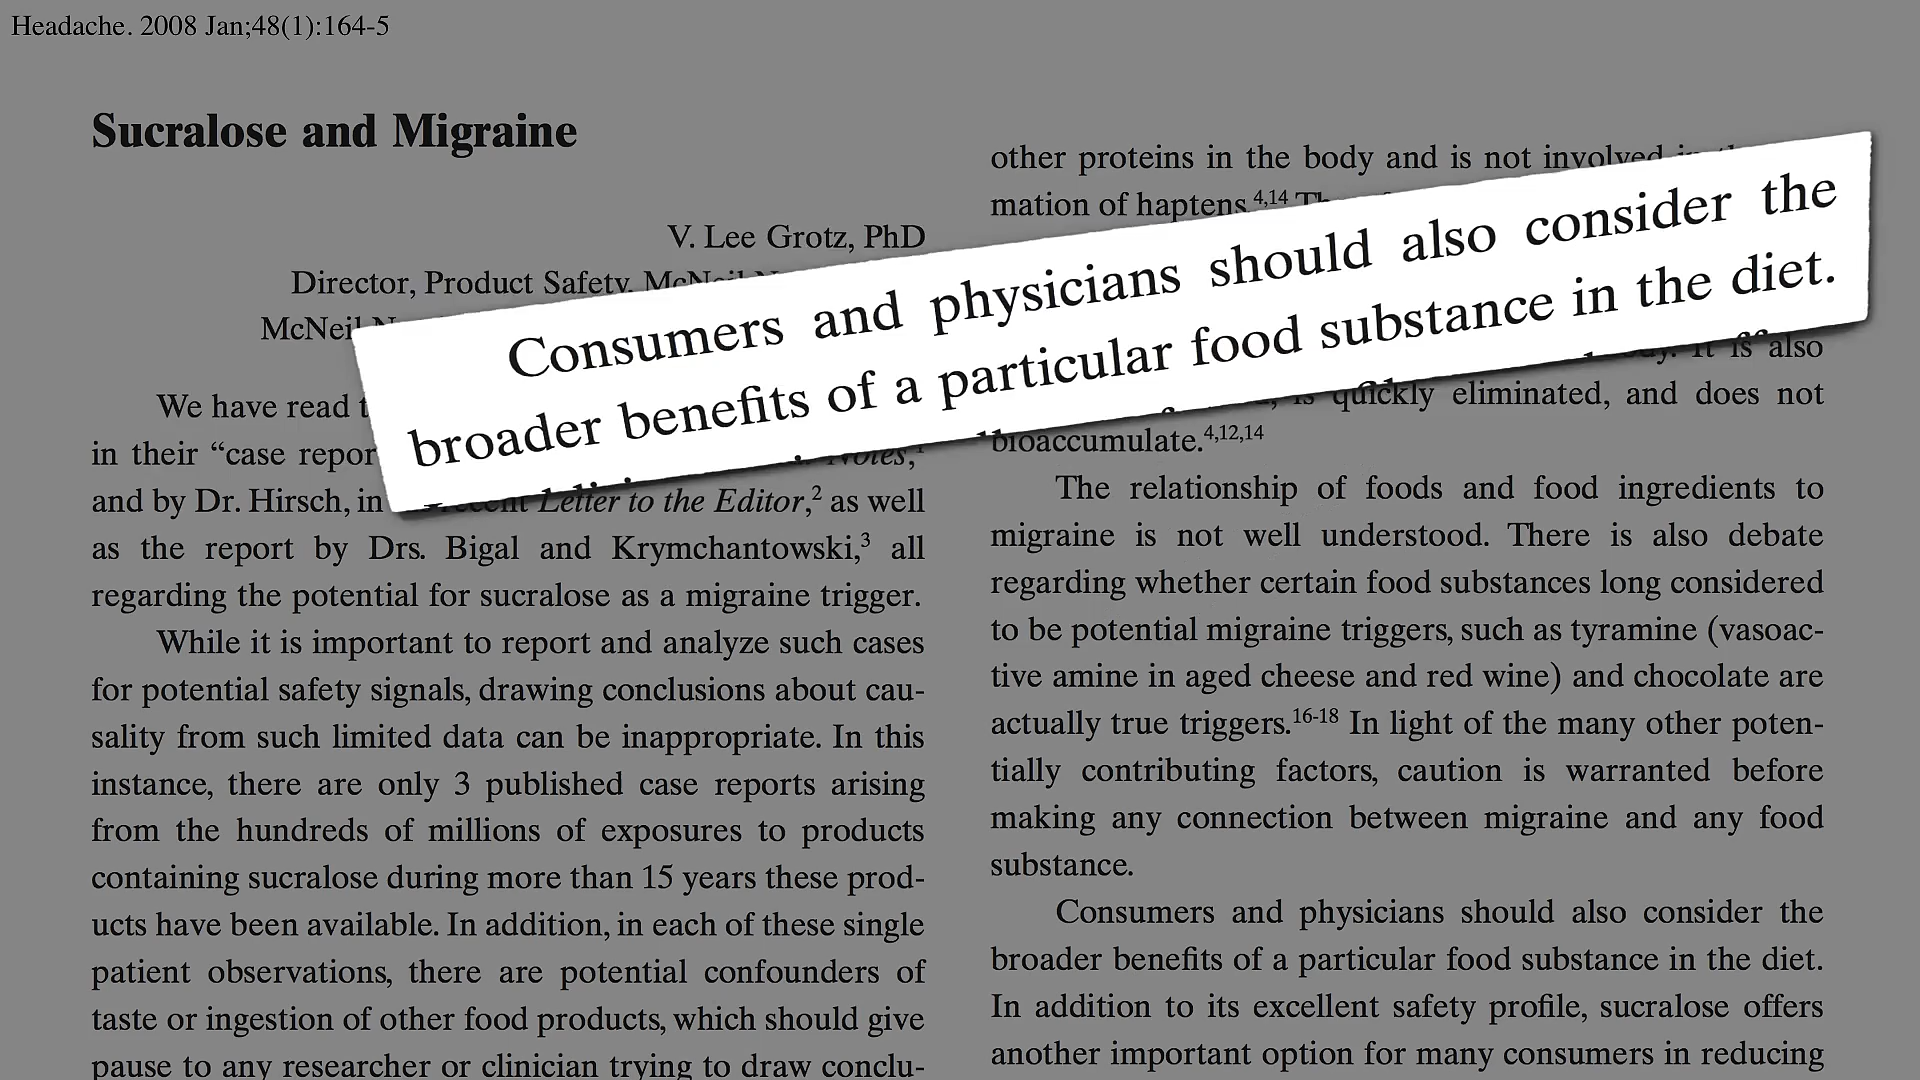 Headache. 2008 Jan;48(1):164-5
Sucralose and Migraine
V. Lee Grotz, PhD
Director, Product Safety, McNeil
McNeil
We have read
in their “case repor
and by Dr. Hirsch, in Letter to the Editor,2 as well
as the report by Drs. Bigal and Krymchantowski,3 all
regarding the potential for sucralose as a migraine trigger.
While it is important to report and analyze such cases
for potential safety signals, drawing conclusions about cau-
sality from such limited data can be inappropriate. In this
instance, there are only 3 published case reports arising
from the hundreds of millions of exposures to products
containing sucralose during more than 15 years these prod-
ucts have been available. In addition, in each of these single
patient observations, there are potential confounders of
taste or ingestion of other food products, which should give
pause to any researcher or clinician trying to draw conclu-
Consumers and physicians should also consider the
broader benefits of a particular food substance in the diet.
other proteins in the body and is not involved
mation of haptens.4,14
It is also
is quickly eliminated, and does not
bioaccumulate.4,12,14
The relationship of foods and food ingredients to
migraine is not well understood. There is also debate
regarding whether certain food substances long considered
to be potential migraine triggers, such as tyramine (vasoac-
tive amine in aged cheese and red wine) and chocolate are
actually true triggers.16-18 In light of the many other poten-
tially contributing factors, caution is warranted before
making any connection between migraine and any food
substance.
Consumers and physicians should also consider the
broader benefits of a particular food substance in the diet.
In addition to its excellent safety profile, sucralose offers
another important option for many consumers in reducing